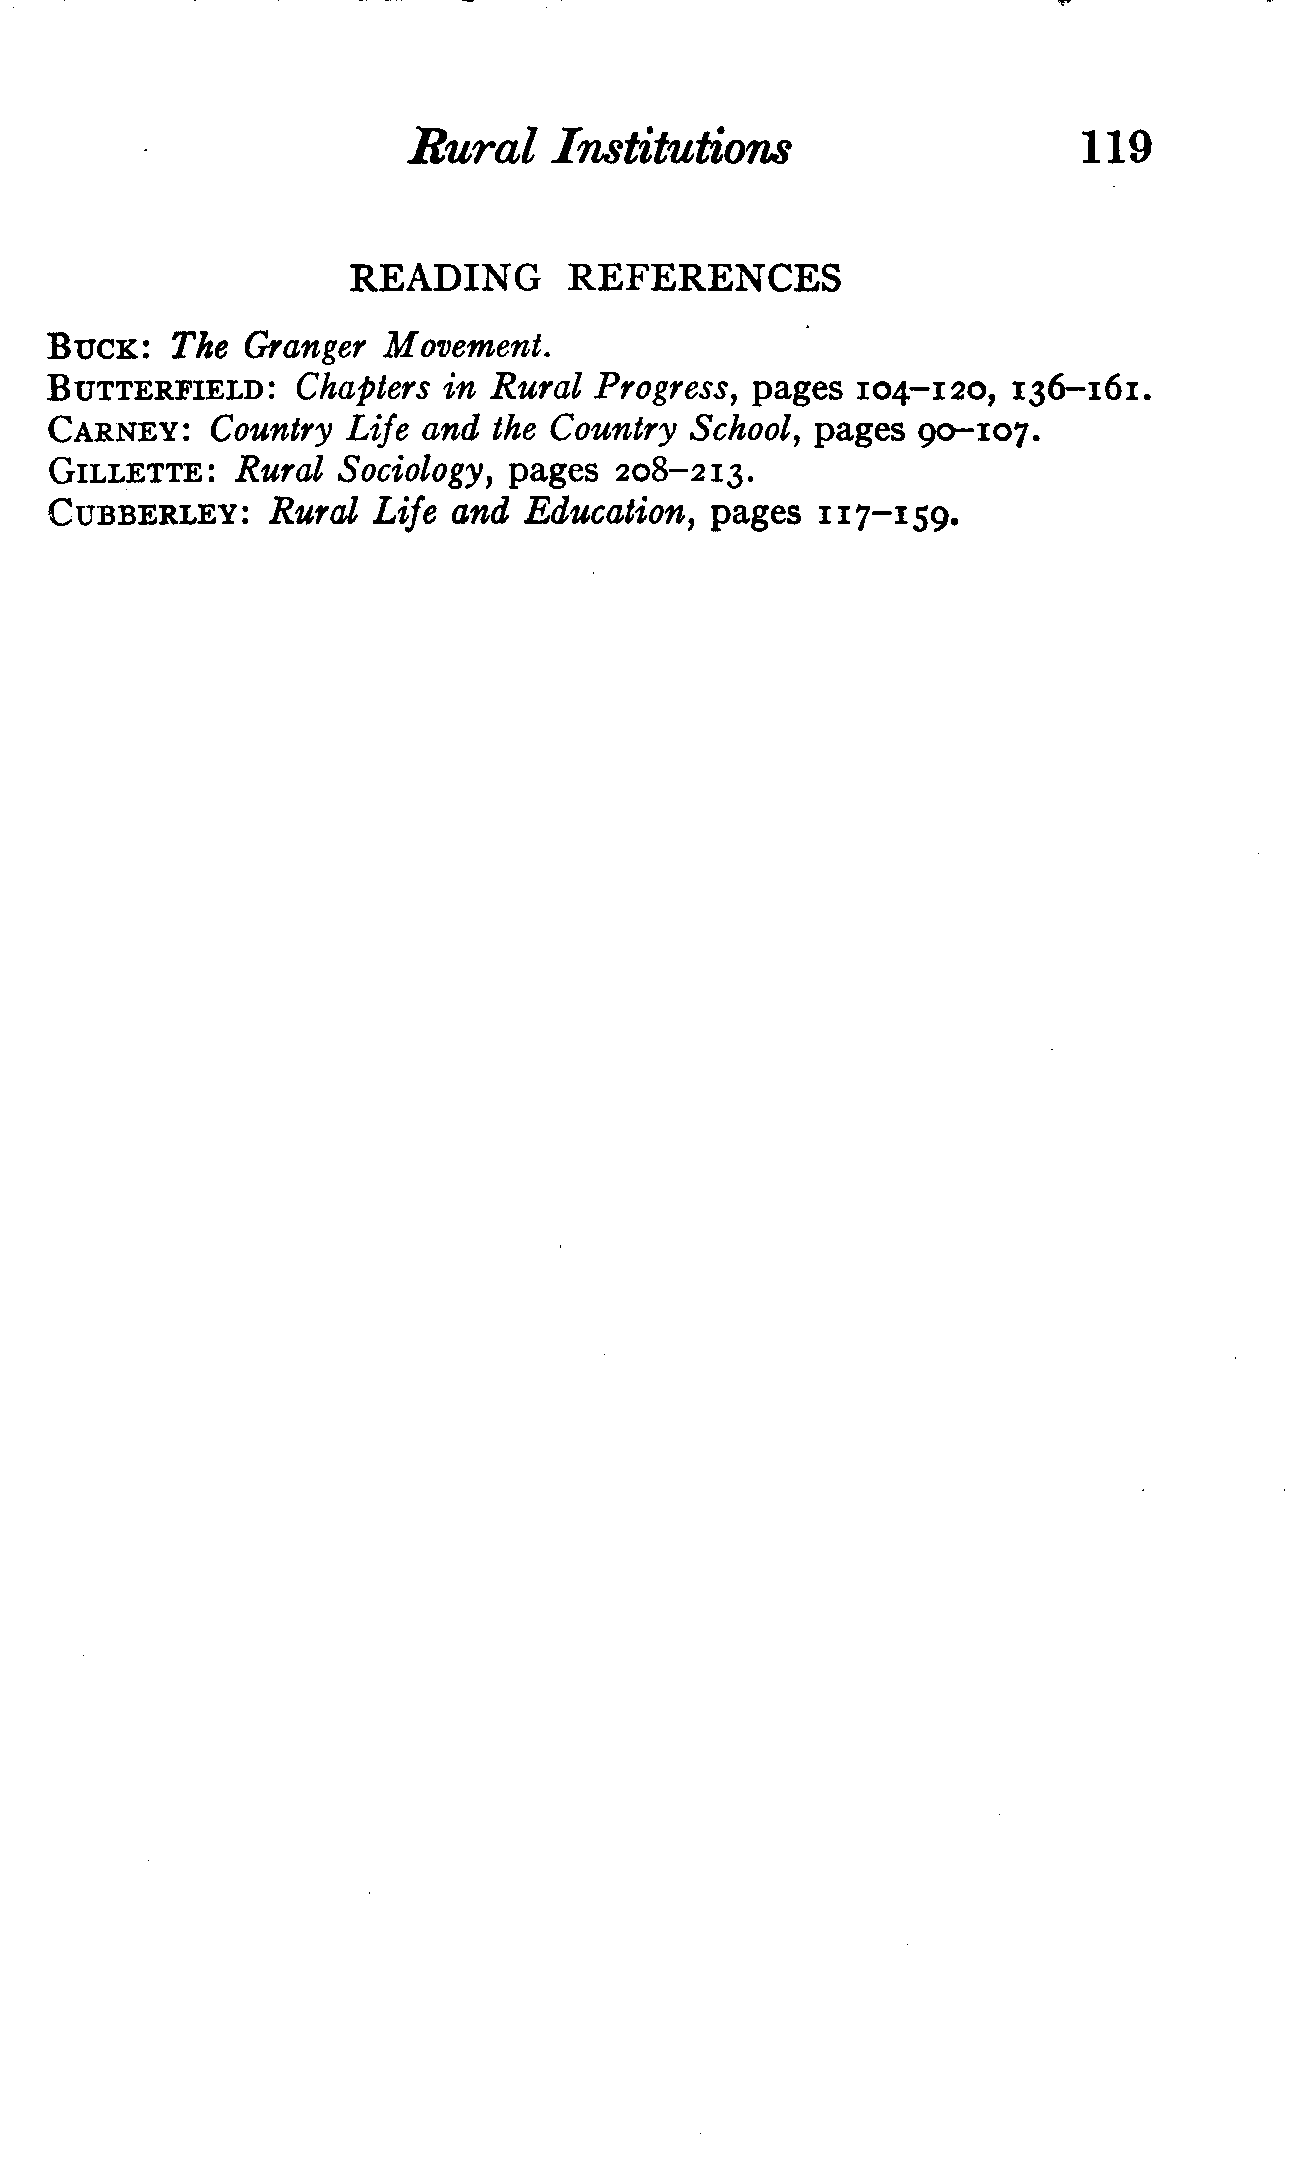 Rural Institutions 119
READING REFERENCES
BUCK: The Granger Movement.
BUTTERFIELD: Chapters in Rural Progress, pages 104–120, 136–161.
CARNEY: Country Life and the Country School, pages 90–107.
GILLETTE: Rural Sociology, pages 208–213.
CUBBERLEY: Rural Life and Education, pages 117–159.